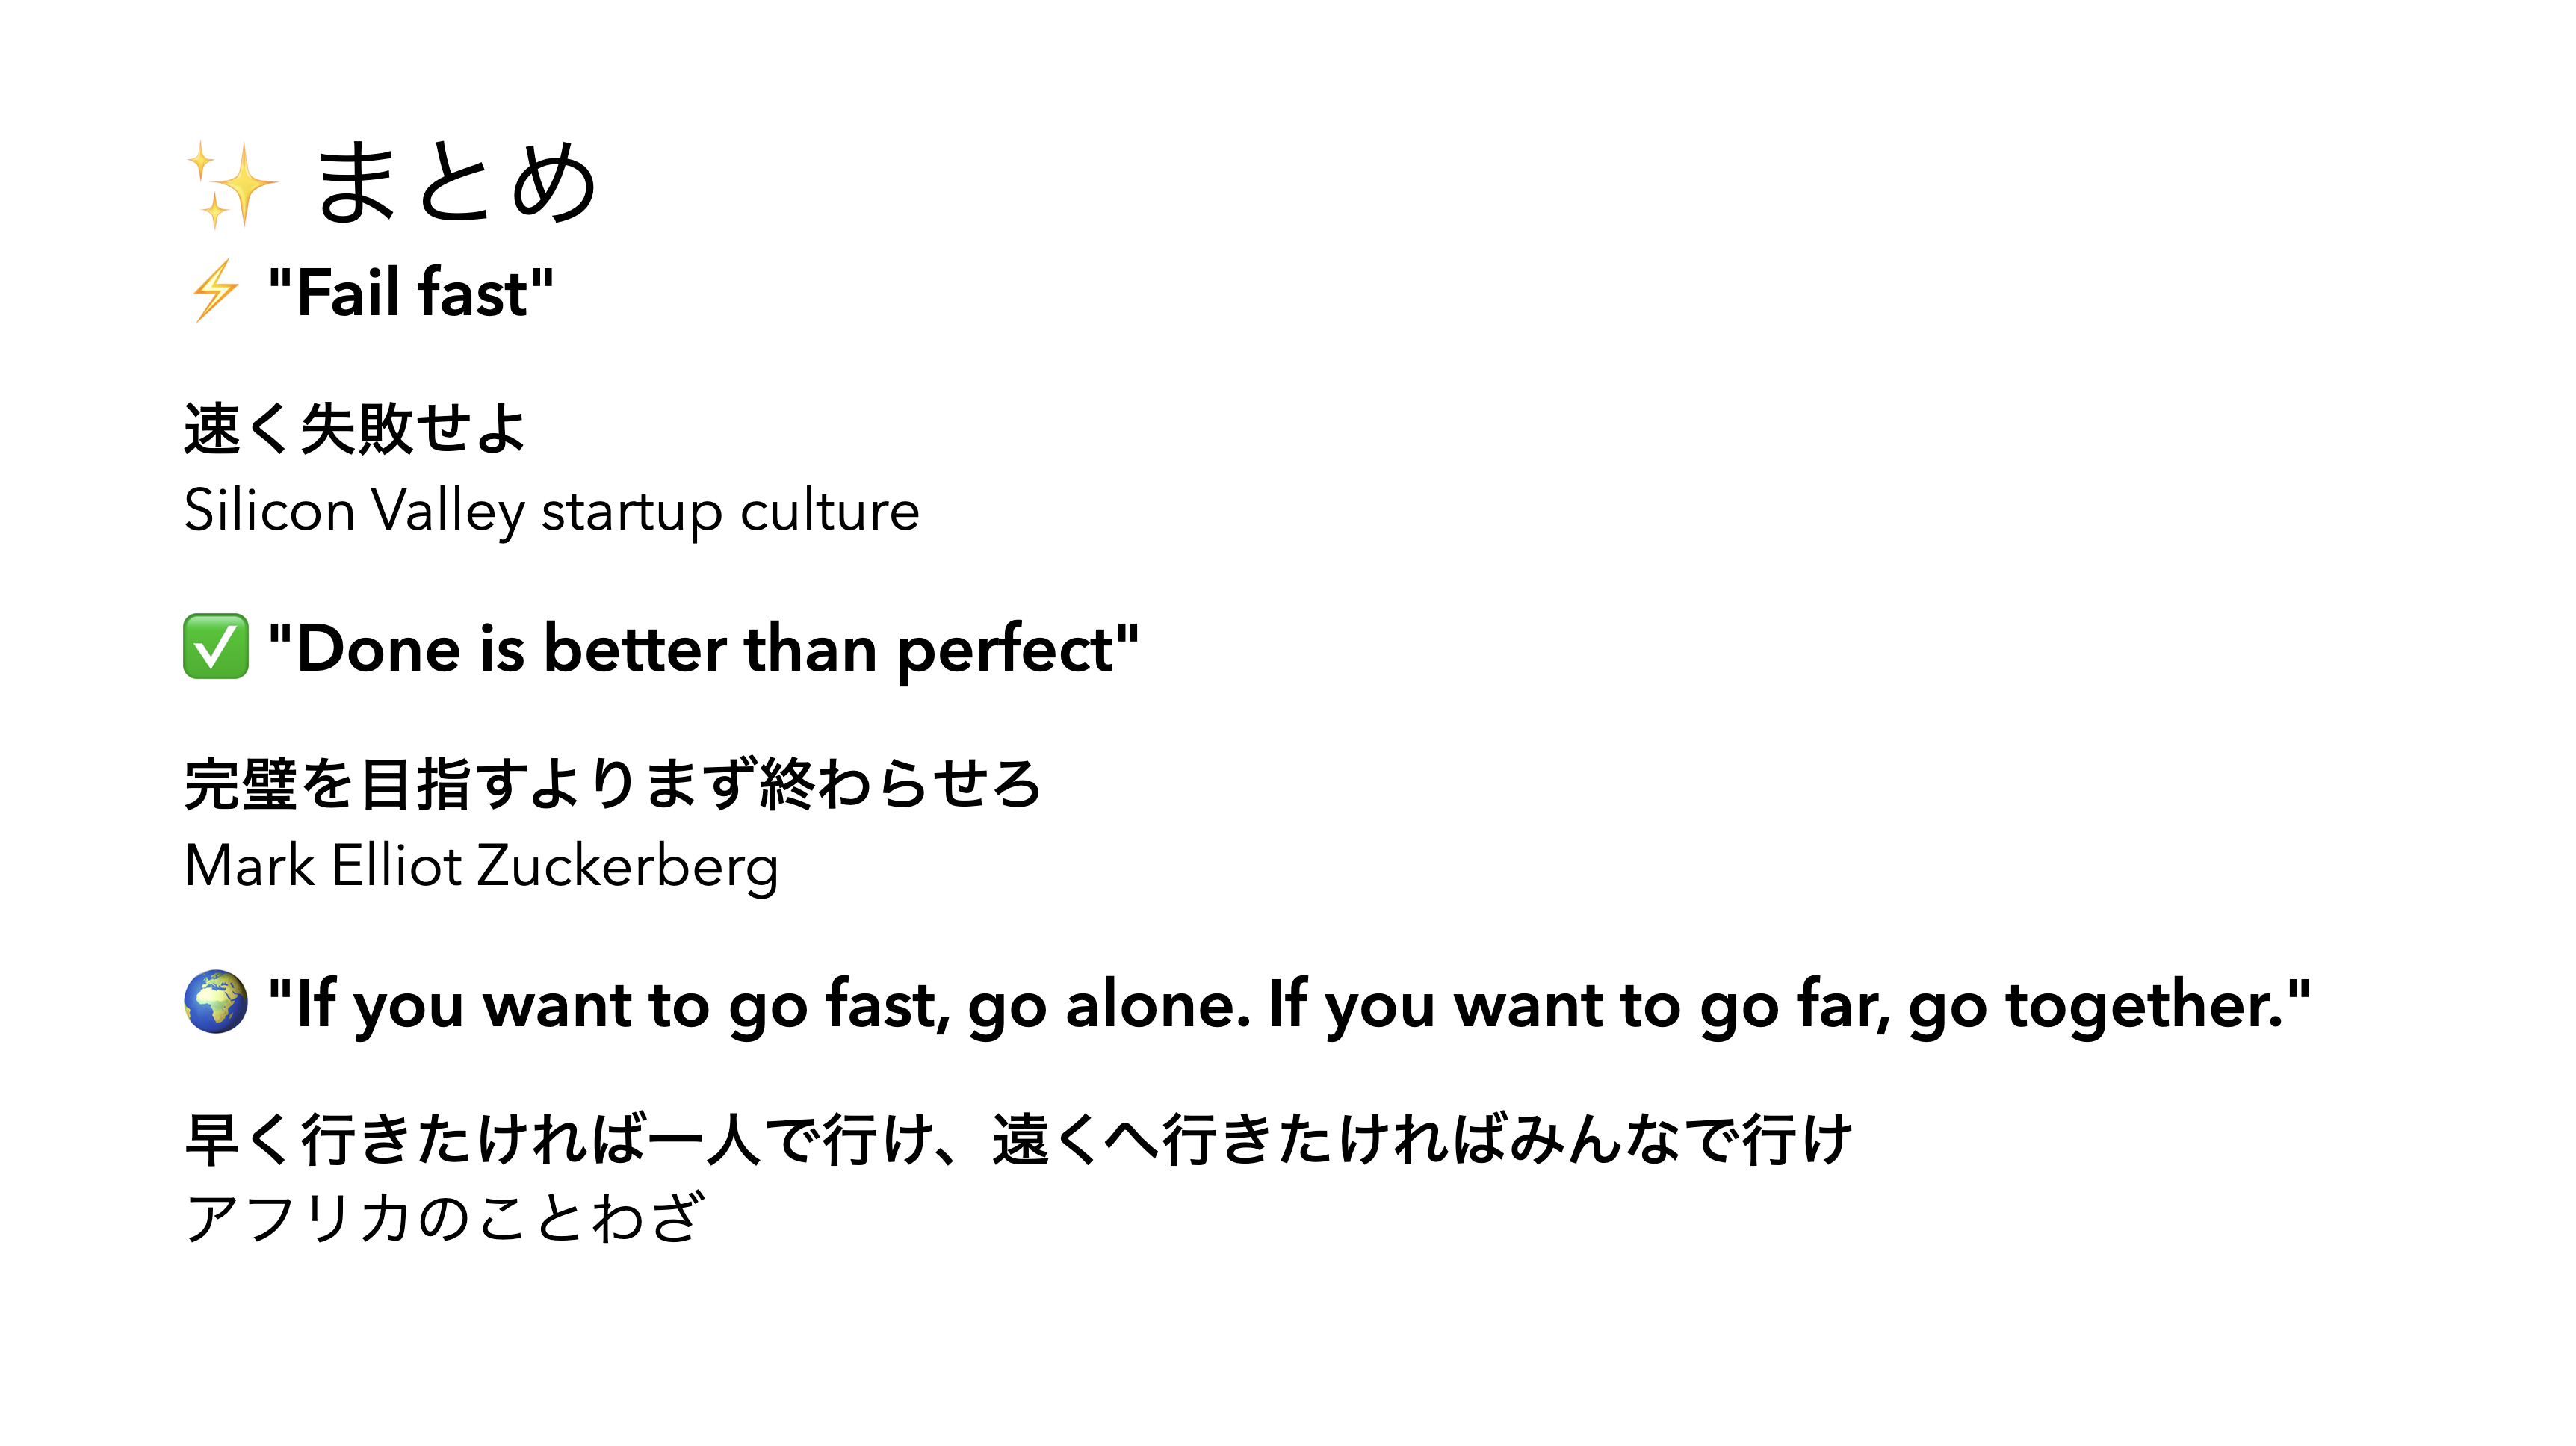 ✨ まとめ
⚡ "Fail fast"
速く失敗せよ
Silicon Valley startup culture
✅ "Done is better than perfect"
完璧を目指すよりまず終わらせろ
Mark Elliot Zuckerberg
🌍 "If you want to go fast, go alone. If you want to go far, go together."
早く行きたければ一人で行け、遠くへ行きたければみんなで行け
アフリカのことわざ